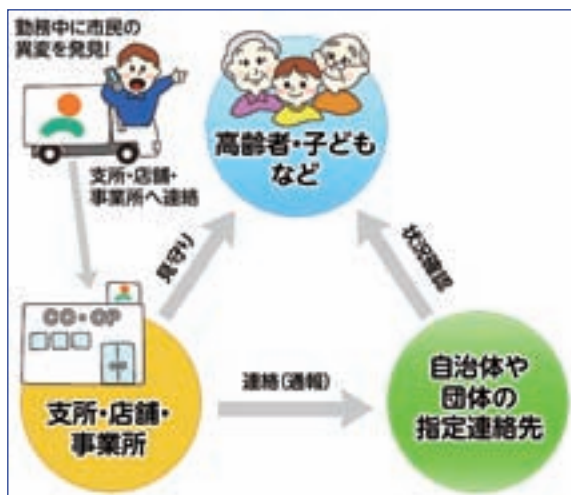 勤務中に市民の
異変を発見!
支所・店舗・
事業所へ連絡
高齢者・子ども
など
見守り
状況確認
CO・OP
支所・店舗・
事業所
連絡(通報)
自治体や
団体の
指定連絡先